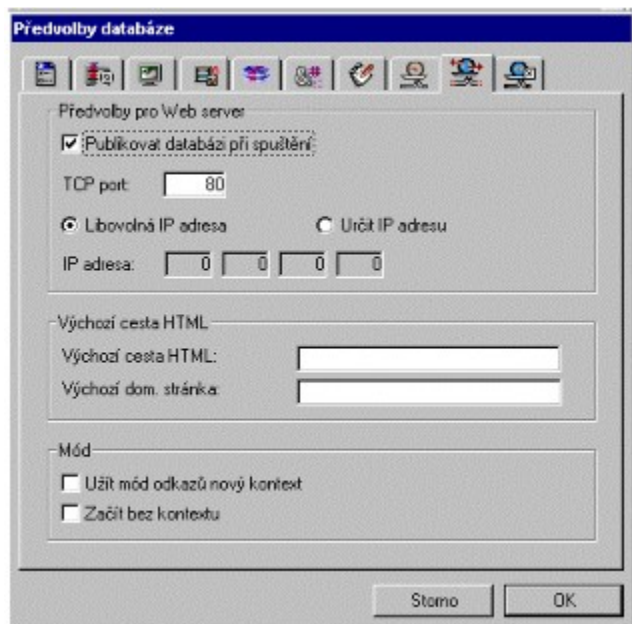 Předvolby databáze
Předvolby pro Web server
Publikovat databázi při spuštění
TCP port: 80
Libovolná IP adresa Určit IP adresu
IP adresa: 0 0 0 0
Výchozí cesta HTML
Výchozí cesta HTML:
Výchozí dom. stránka:
Mód
Užít mód odkazů nový kontext
Začít bez kontextu
Storno OK